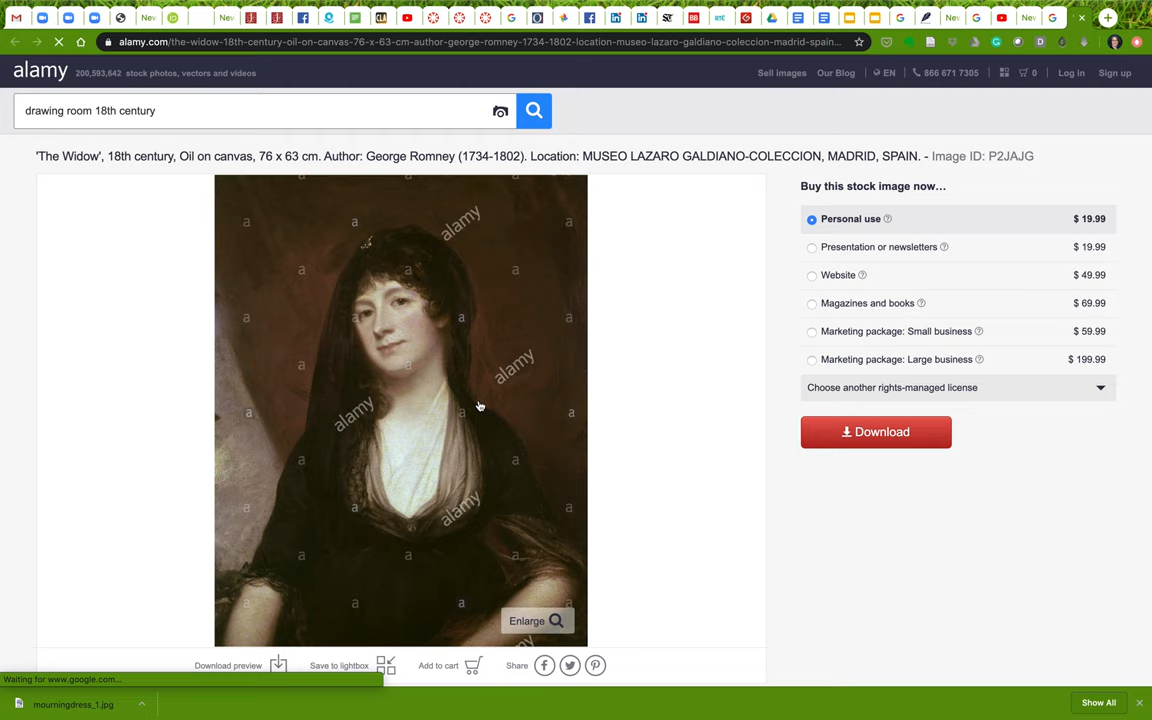 New
New
CLA
RTÉ
BB
New
New
alamy.com/the-widow-18th-century-oil-on-canvas-76-x-63-cm-author-george-romney-1734-1802-location-museo-lazaro-galdiano-coleccion-madrid-spain...
alamy 200,593,642 stock photos, vectors and videos
Sell images Our Blog EN 866 671 7305 0 Log in Sign up
drawing room 18th century
'The Widow', 18th century, Oil on canvas, 76 x 63 cm. Author: George Romney (1734-1802). Location: MUSEO LAZARO GALDIANO-COLECCION, MADRID, SPAIN. - Image ID: P2JAJG
Buy this stock image now...
Personal use $ 19.99
Presentation or newsletters $ 19.99
Website $ 49.99
Magazines and books $ 69.99
Marketing package: Small business $ 59.99
Marketing package: Large business $ 199.99
Choose another rights-managed license
Download
alamy
alamy
alamy
alamy
Enlarge
Download preview Save to lightbox Add to cart Share
Waiting for www.google.com...
mourningdress_1.jpg
Show All